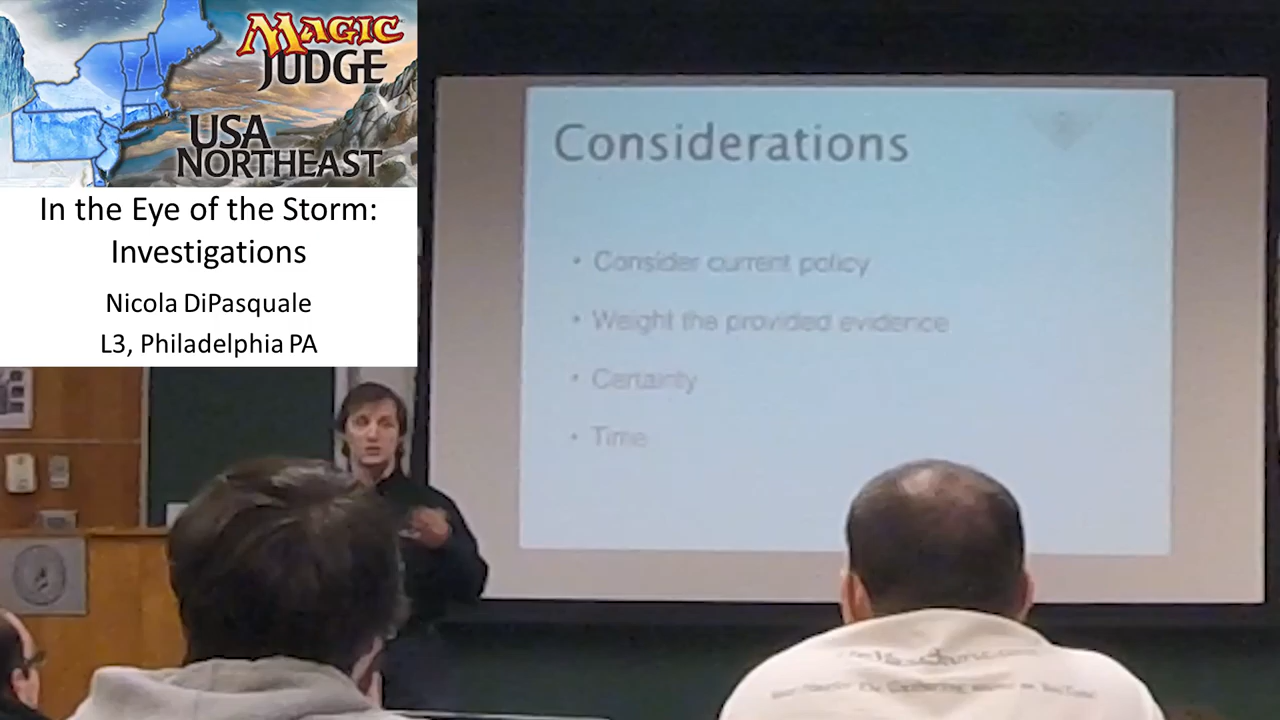 MAGIC
JUDGE
USA
NORTHEAST
In the Eye of the Storm:
Investigations
Nicola DiPasquale
L3, Philadelphia PA
Considerations
• Consider current policy
• Weight the provided evidence
• Certainty
• Time